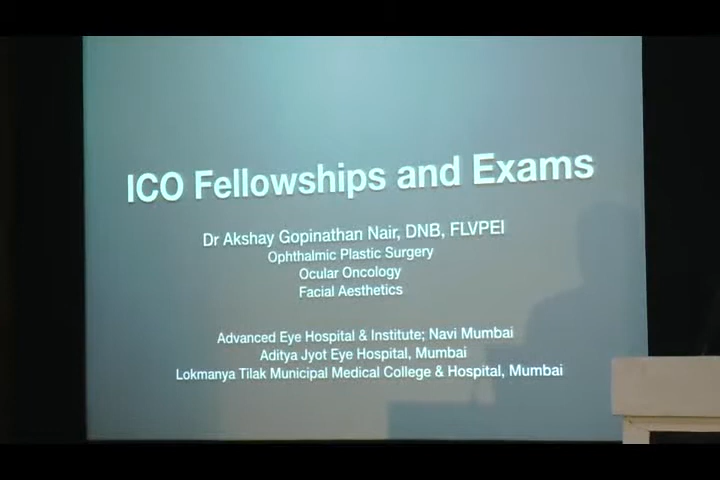 ICO Fellowships and Exams
Dr Akshay Gopinathan Nair, DNB, FLVPEI
Ophthalmic Plastic Surgery
Ocular Oncology
Facial Aesthetics
Advanced Eye Hospital & Institute; Navi Mumbai
Aditya Jyot Eye Hospital, Mumbai
Lokmanya Tilak Municipal Medical College & Hospital, Mumbai